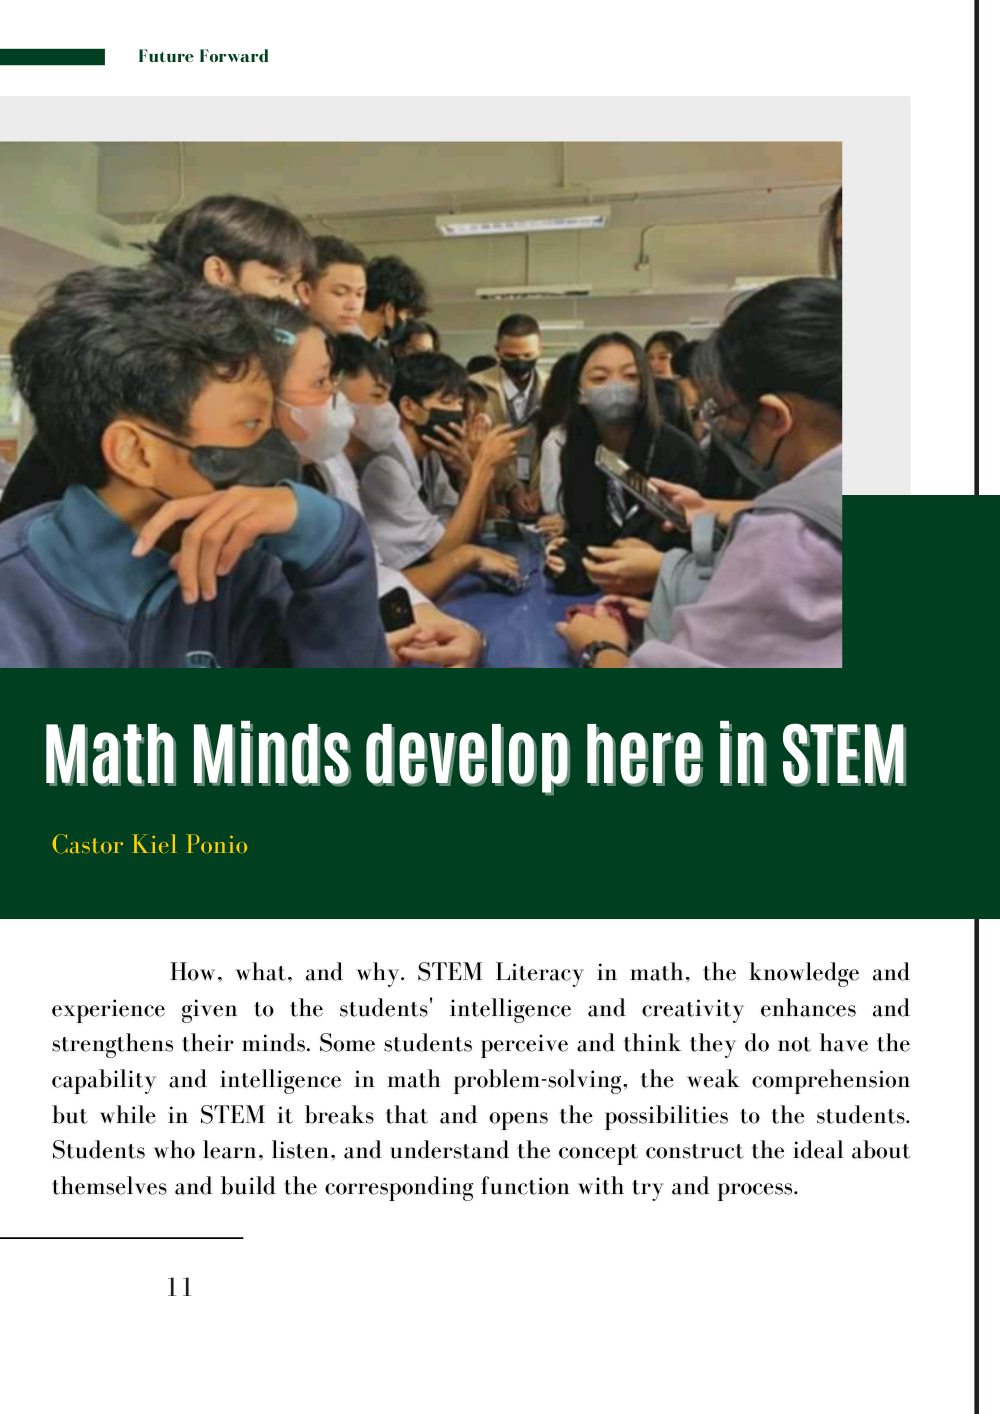 Future Forward
Math Minds develop here in STEM
Castor Kiel Ponio
How, what, and why. STEM Literacy in math, the knowledge and
experience given to the students' intelligence and creativity enhances and
strengthens their minds. Some students perceive and think they do not have the
capability and intelligence in math problem-solving, the weak comprehension
but while in STEM it breaks that and opens the possibilities to the students.
Students who learn, listen, and understand the concept construct the ideal about
themselves and build the corresponding function with try and process.
11